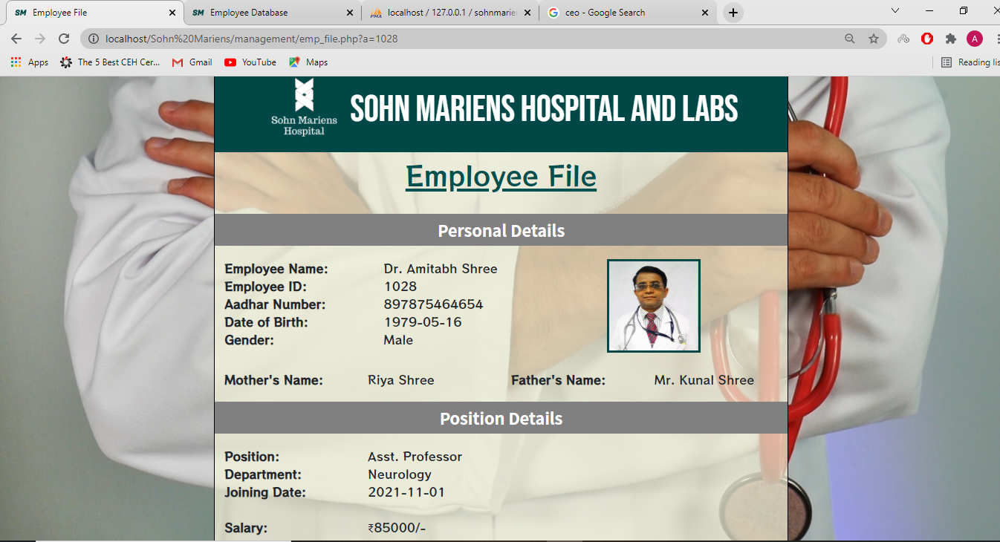 SM Employee File
SM Employee Database
localhost / 127.0.0.1 / sohnmarie
ceo - Google Search
localhost/Sohn%20Mariens/management/emp_file.php?a=1028
A
Apps
The 5 Best CEH Cer...
Gmail
YouTube
Maps
Reading lis
Sohn Mariens
Hospital
SOHN MARIENS HOSPITAL AND LABS
Employee File
Personal Details
Employee Name: Dr. Amitabh Shree
Employee ID: 1028
Aadhar Number: 897875464654
Date of Birth: 1979-05-16
Gender: Male
Mother's Name: Riya Shree Father's Name: Mr. Kunal Shree
Position Details
Position: Asst. Professor
Department: Neurology
Joining Date: 2021-11-01
Salary: ₹85000/-